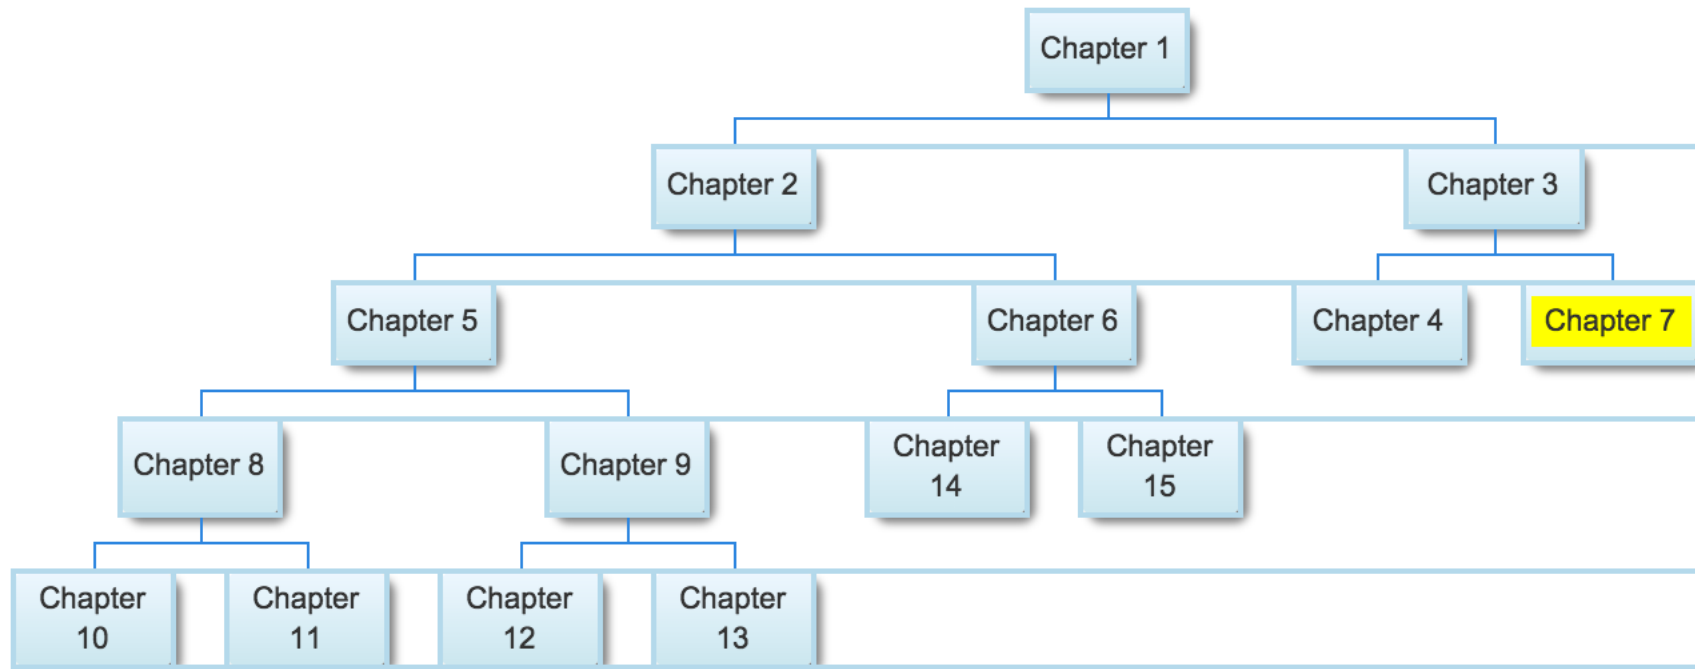 Chapter 1
Chapter 2
Chapter 3
Chapter 5
Chapter 6
Chapter 4
Chapter 7
Chapter 8
Chapter 9
Chapter
14
Chapter
15
Chapter
10
Chapter
11
Chapter
12
Chapter
13